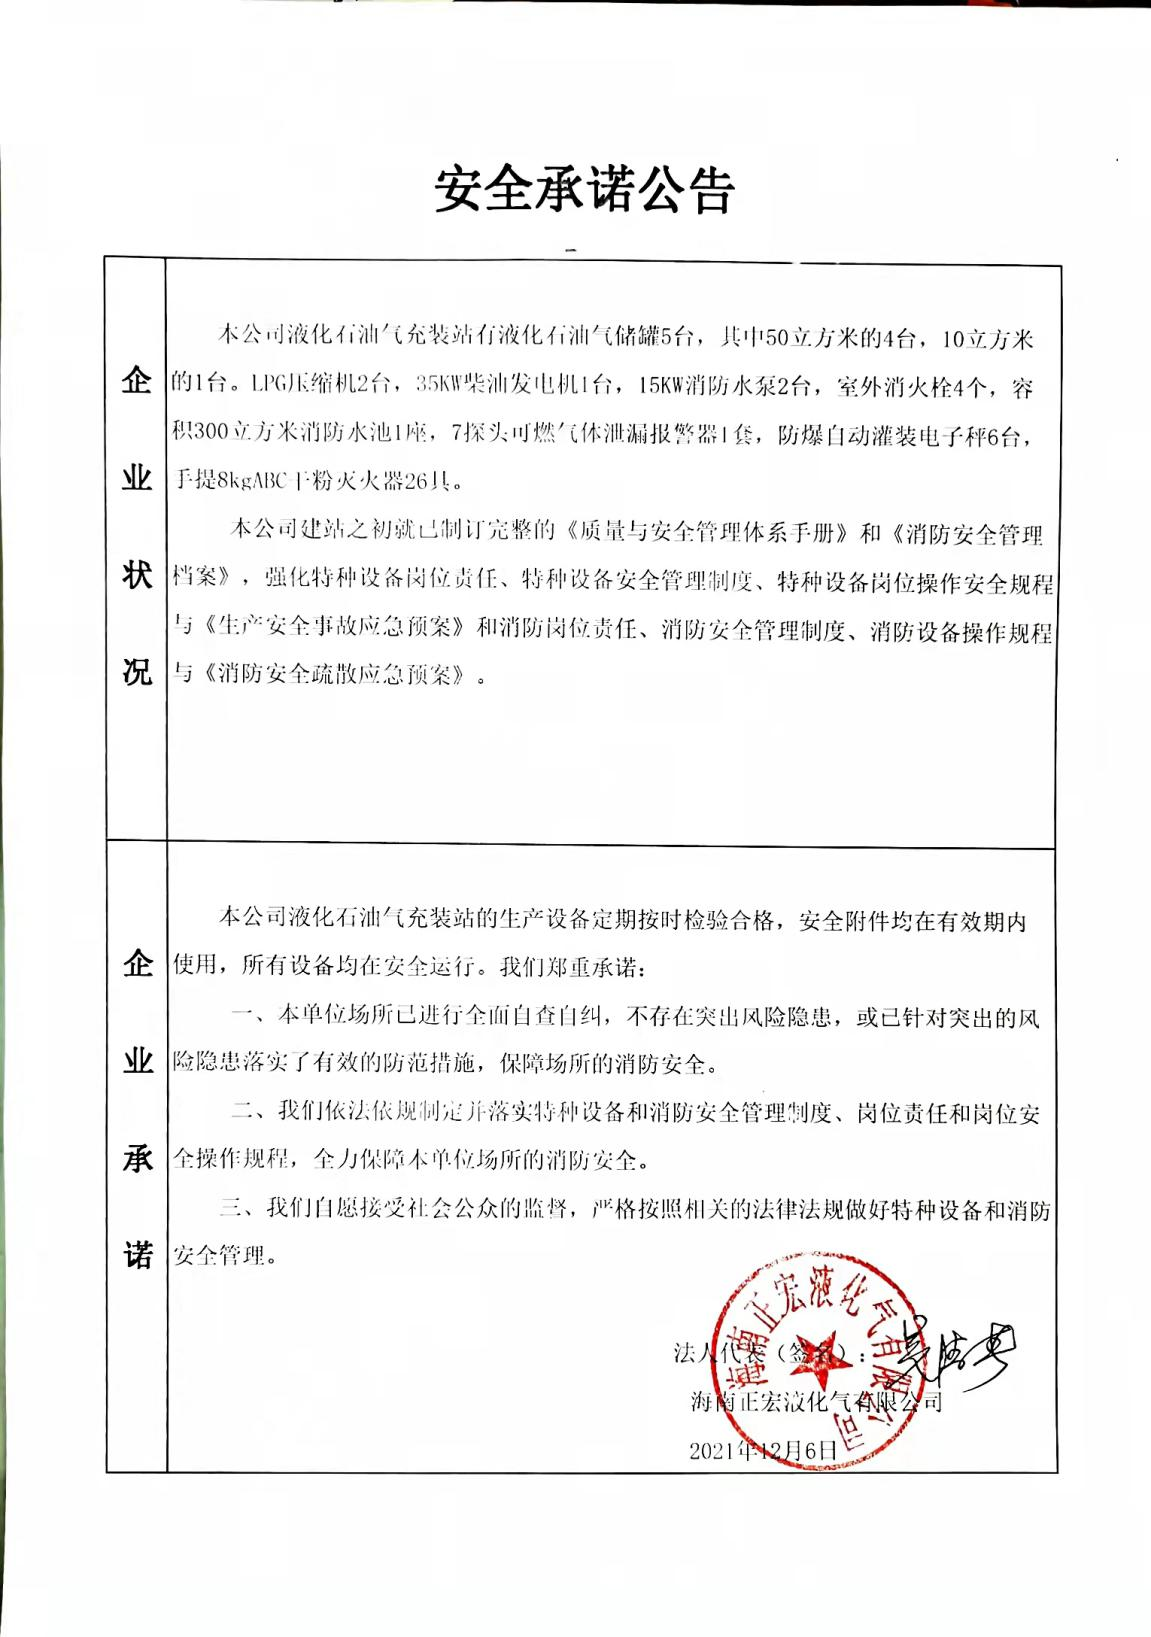 安全承诺公告
企业状况
本公司液化石油气充装站有液化石油气储罐5台，其中50立方米的4台，10立方米
的1台。LPG压缩机2台，35KW柴油发电机1台，15KW消防水泵2台，室外消火栓4个，容
积300立方米消防水池1座，7探头可燃气体泄漏报警器1套，防爆自动灌装电子秤6台，
手提8kgABC干粉灭火器26具。
本公司建站之初就已制订完整的《质量与安全管理体系手册》和《消防安全管理
档案》，强化特种设备岗位责任、特种设备安全管理制度、特种设备岗位操作安全规程
与《生产安全事故应急预案》和消防岗位责任、消防安全管理制度、消防设备操作规程
与《消防安全疏散应急预案》。
企业承诺
本公司液化石油气充装站的生产设备定期按时检验合格，安全附件均在有效期内
使用，所有设备均在安全运行。我们郑重承诺：
一、本单位场所已进行全面自查自纠，不存在突出风险隐患，或已针对突出的风
险隐患落实了有效的防范措施，保障场所的消防安全。
二、我们依法依规制定并落实特种设备和消防安全管理制度、岗位责任和岗位安
全操作规程，全力保障本单位场所的消防安全。
三、我们自愿接受社会公众的监督，严格按照相关的法律法规做好特种设备和消防
安全管理。
法人代表（签名）：
海南正宏液化气有限公司
2021年12月6日
海南正宏液化气有限公司